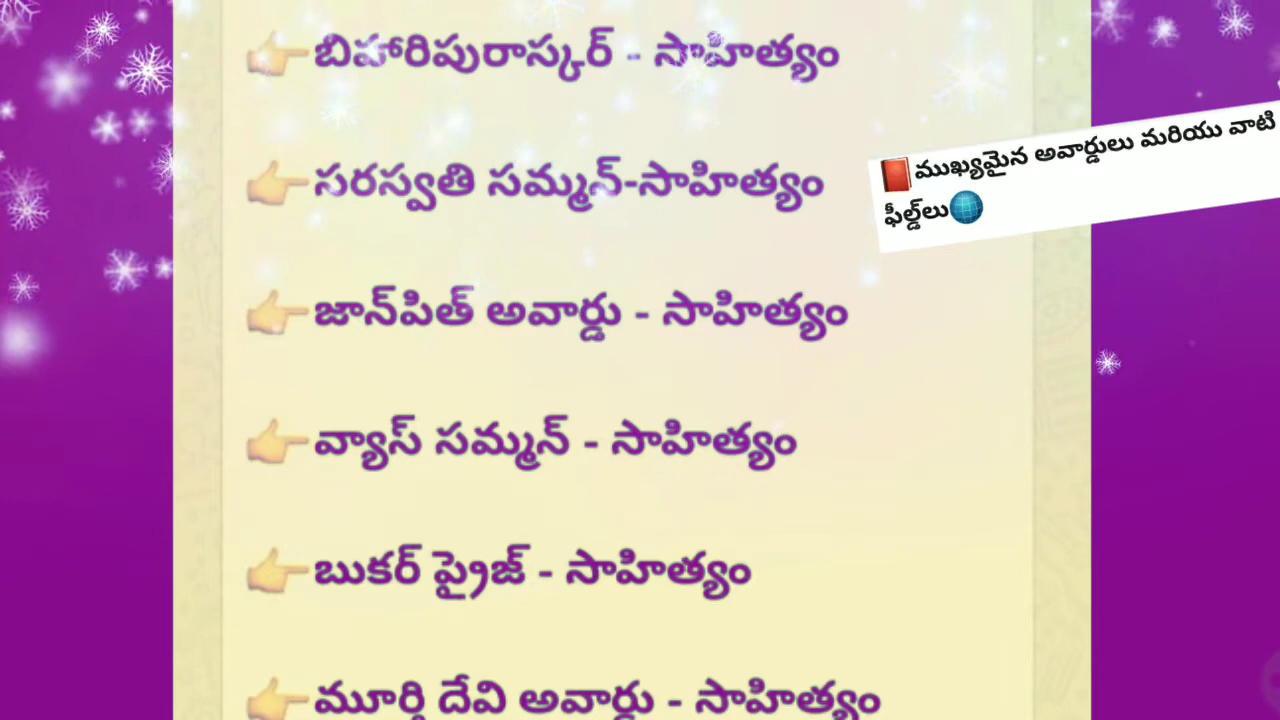 👉బిహారిపురాస్కర్ - సాహిత్యం
👉సరస్వతి సమ్మన్-సాహిత్యం
📕ముఖ్యమైన అవార్డులు మరియు వాటి
ఫీల్డ్‌లు🌐
👉జాన్‌పిత్ అవార్డు - సాహిత్యం
👉వ్యాస్ సమ్మన్ - సాహిత్యం
👉బుకర్ ప్రైజ్ - సాహిత్యం
👉మూర్తి దేవి అవార్డు - సాహిత్యం